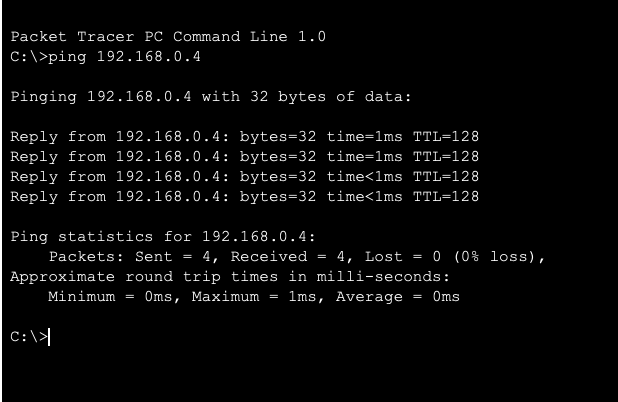 Packet Tracer PC Command Line 1.0
C:\>ping 192.168.0.4
Pinging 192.168.0.4 with 32 bytes of data:
Reply from 192.168.0.4: bytes=32 time=1ms TTL=128
Reply from 192.168.0.4: bytes=32 time=1ms TTL=128
Reply from 192.168.0.4: bytes=32 time<1ms TTL=128
Reply from 192.168.0.4: bytes=32 time<1ms TTL=128
Ping statistics for 192.168.0.4:
Packets: Sent = 4, Received = 4, Lost = 0 (0% loss),
Approximate round trip times in milli-seconds:
Minimum = 0ms, Maximum = 1ms, Average = 0ms
C:\>